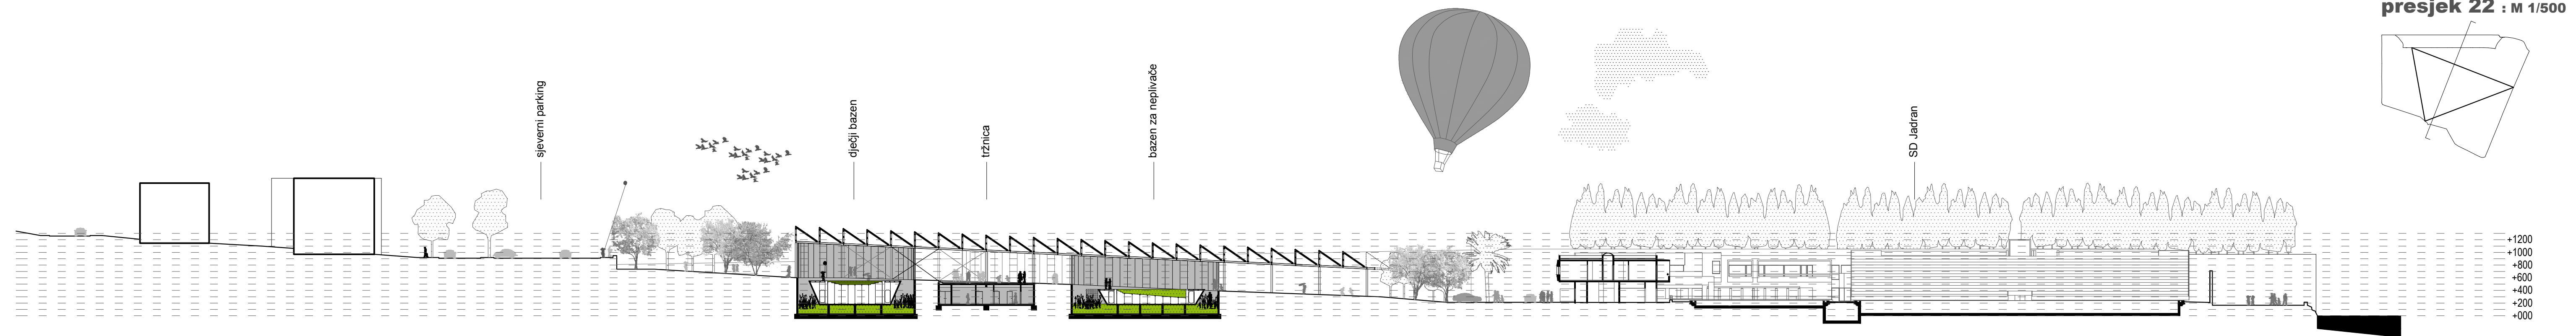 presjek 22 : M 1/500
sjeverni parking
dječji bazen
tržnica
bazen za neplivače
SD Jadran
+1200
+1000
+800
+600
+400
+200
+000